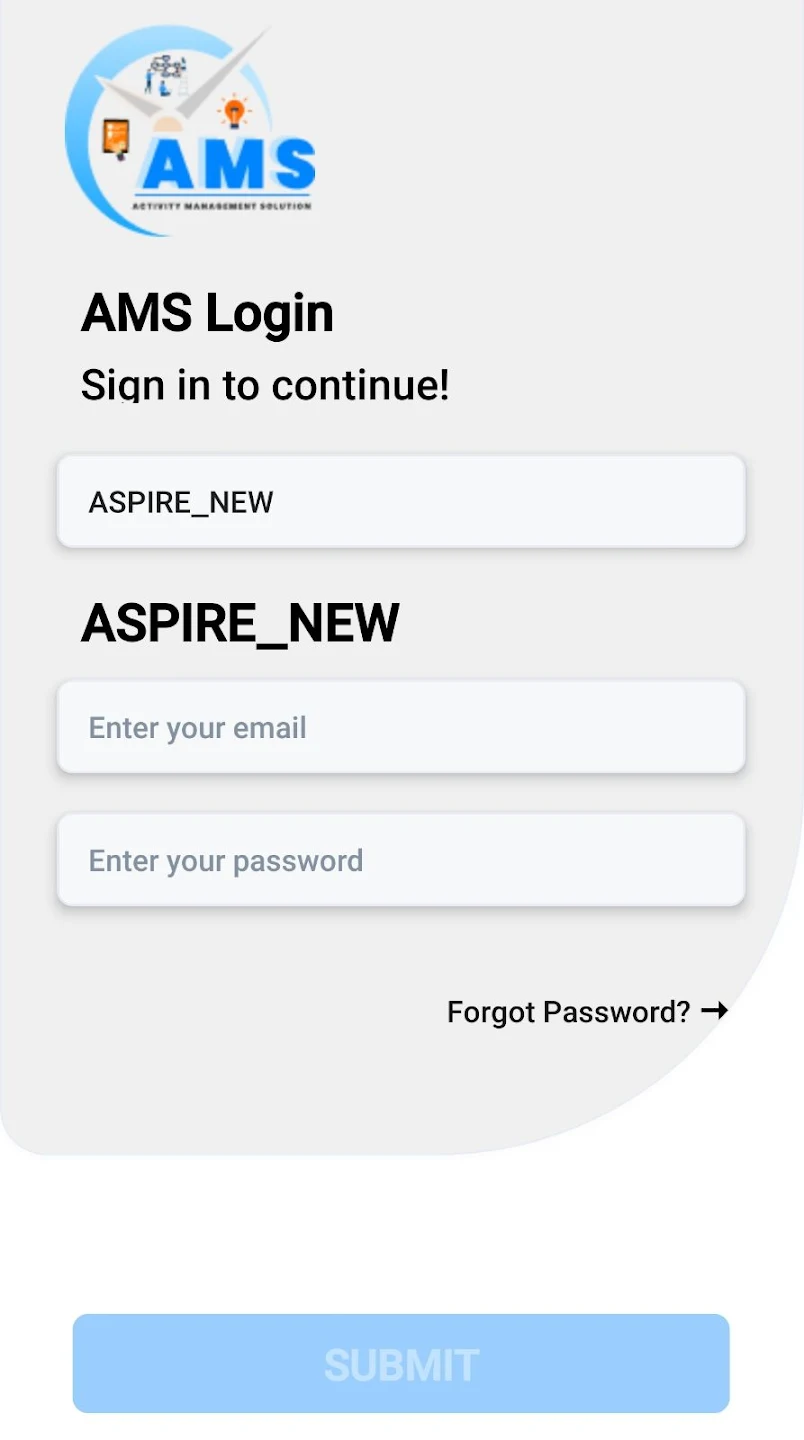 AMS
ACTIVITY MANAGEMENT SOLUTION
AMS Login
Sign in to continue!
ASPIRE_NEW
ASPIRE_NEW
Enter your email
Enter your password
Forgot Password? →
SUBMIT